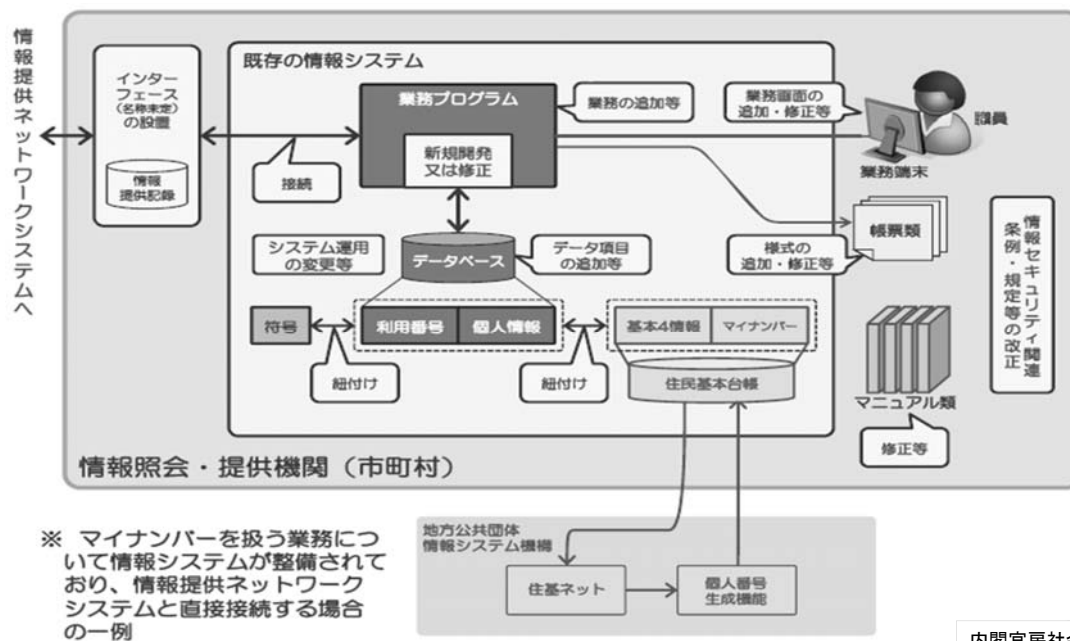 情報提供ネットワークシステムへ
インター
フェース
(名称未定)
の設置
情報
提供記録
既存の情報システム
業務プログラム
新規開発
又は修正
接続
業務の追加等
業務画面の
追加・修正等
職員
業務端末
帳票類
様式の
追加・修正等
情報セキュリティ関連
条例・規定等の改正
システム運用
の変更等
データベース
データ項目
の追加等
符号
利用番号
個人情報
基本4情報
マイナンバー
紐付け
紐付け
住民基本台帳
マニュアル類
修正等
情報照会・提供機関（市町村）
地方公共団体
情報システム機構
住基ネット
個人番号
生成機能
※ マイナンバーを扱う業務につ
いて情報システムが整備されて
おり、情報提供ネットワーク
システムと直接接続する場合
の一例